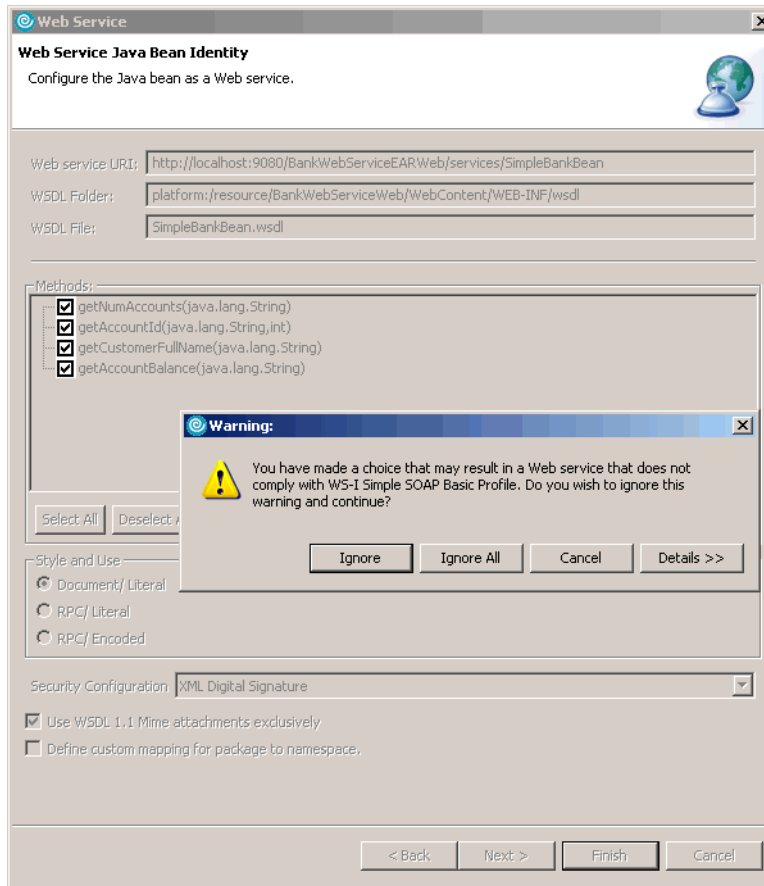 Web Service
Web Service Java Bean Identity
Configure the Java bean as a Web service.
Web service URI: http://localhost:9080/BankWebServiceEARWeb/services/SimpleBankBean
WSDL Folder: platform:/resource/BankWebServiceWeb/WebContent/WEB-INF/wsdl
WSDL File: SimpleBankBean.wsdl
Methods:
getNumAccounts(java.lang.String)
getAccountId(java.lang.String,int)
getCustomerFullName(java.lang.String)
getAccountBalance(java.lang.String)
Warning:
You have made a choice that may result in a Web service that does not
comply with WS-I Simple SOAP Basic Profile. Do you wish to ignore this
warning and continue?
Ignore Ignore All Cancel Details >>
Select All Deselect
Style and Use
Document/ Literal
RPC/ Literal
RPC/ Encoded
Security Configuration XML Digital Signature
Use WSDL 1.1 Mime attachments exclusively
Define custom mapping for package to namespace.
< Back Next > Finish Cancel